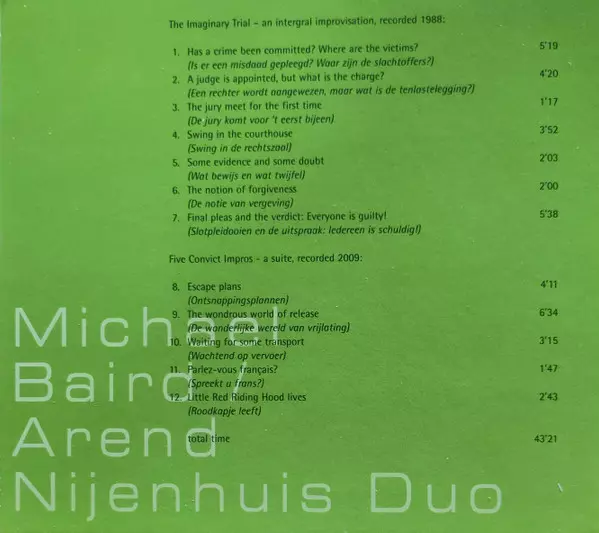 The Imaginary Trial – an intergral improvisation, recorded 1988:
1. Has a crime been committed? Where are the victims? 5'19
(Is er een misdaad gepleegd? Waar zijn de slachtoffers?)
2. A judge is appointed, but what is the charge? 4'20
(Een rechter wordt aangewezen, maar wat is de tenlastelegging?)
3. The jury meet for the first time 1'17
(De jury komt voor 't eerst bijeen)
4. Swing in the courthouse 3'52
(Swing in de rechtszaal)
5. Some evidence and some doubt 2'03
(Wat bewijs en wat twijfel)
6. The notion of forgiveness 2'00
(De notie van vergeving)
7. Final pleas and the verdict: Everyone is guilty! 5'38
(Slotpleidooien en de uitspraak: Iedereen is schuldig!)
Five Convict Impros – a suite, recorded 2009:
8. Escape plans 4'11
(Ontsnappingsplannen)
9. The wondrous world of release 6'34
(De wonderlijke wereld van vrijlating)
10. Waiting for some transport 3'15
(Wachtend op vervoer)
11. Parlez-vous français? 1'47
(Spreekt u frans?)
12. Little Red Riding Hood lives 2'43
(Roodkapje leeft)
total time 43'21
Michael
Baird /
Arend
Nijenhuis Duo